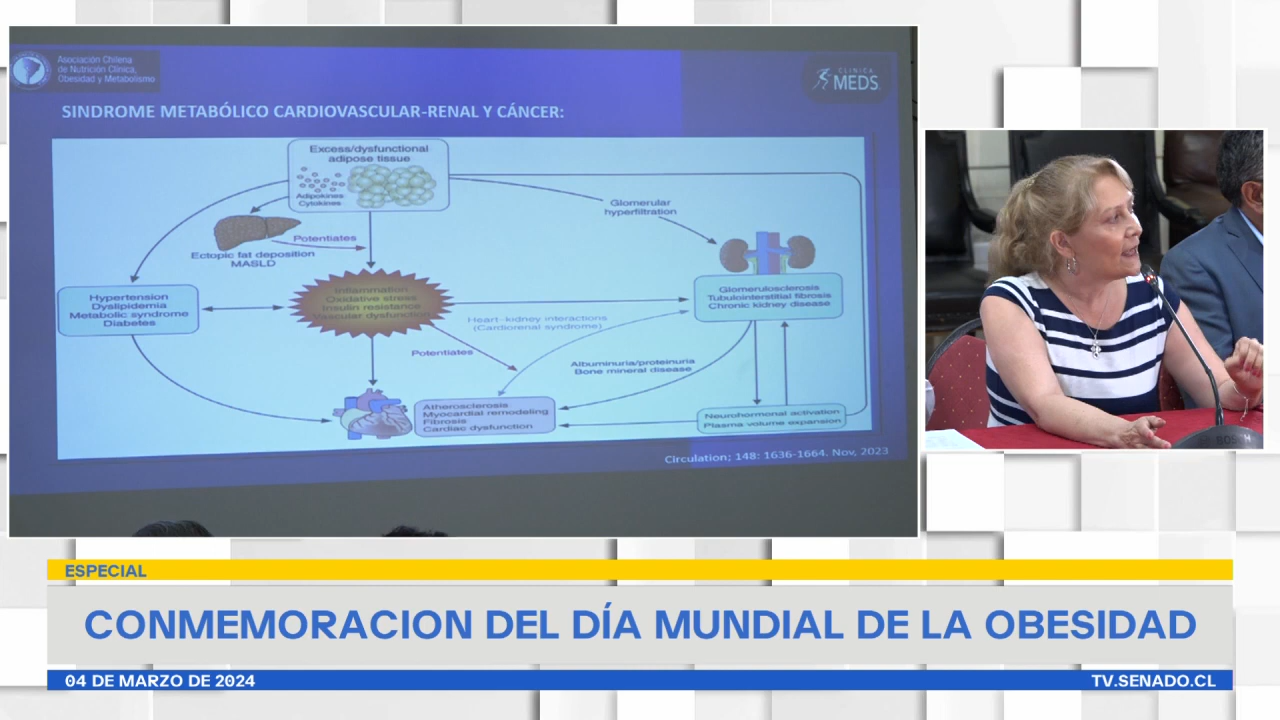 Asociación Chilena
de Nutrición Clínica,
Obesidad y Metabolismo
CLINICA
MEDS.
SINDROME METABÓLICO CARDIOVASCULAR-RENAL Y CÁNCER:
Excess/dysfunctional
adipose tissue
Adipokines
Cytokines
Glomerular
hyperfiltration
Potentiates
Ectopic fat deposition
MASLD
Hypertension
Dyslipidemia
Metabolic syndrome
Diabetes
Inflammation
Oxidative stress
Insulin resistance
Vascular dysfunction
Glomerulosclerosis
Tubulointerstitial fibrosis
Chronic kidney disease
Heart-kidney interactions
(Cardiorenal syndrome)
Potentiates
Albuminuria/proteinuria
Bone mineral disease
Atherosclerosis
Myocardial remodeling
Fibrosis
Cardiac dysfunction
Neurohormonal activation
Plasma volume expansion
Circulation; 148: 1636-1664. Nov, 2023
BOSCH
ESPECIAL
CONMEMORACION DEL DÍA MUNDIAL DE LA OBESIDAD
04 DE MARZO DE 2024
TV.SENADO.CL